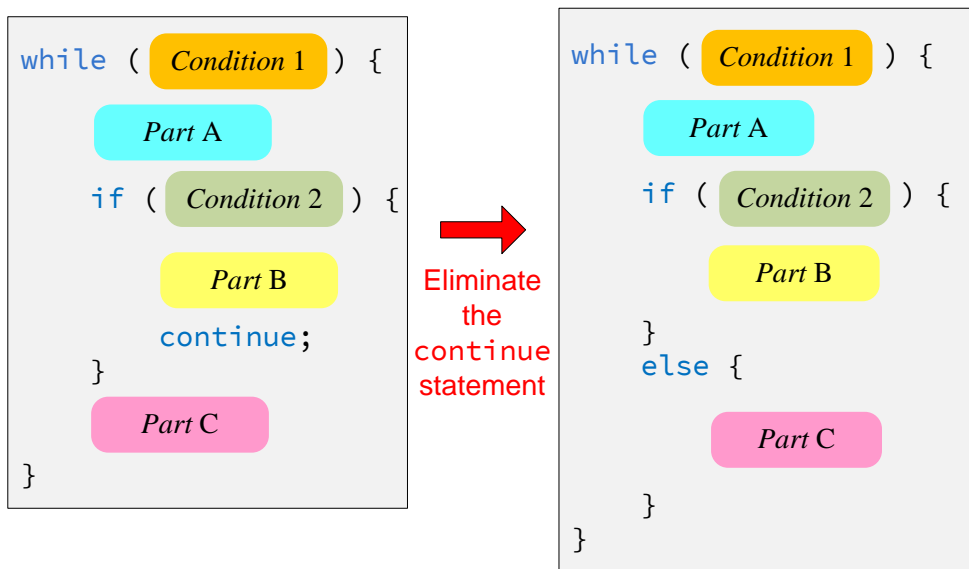 while ( Condition 1 ) {
Part A
if ( Condition 2 ) {
Part B
continue;
}
Part C
}
Eliminate
the
continue
statement
while ( Condition 1 ) {
Part A
if ( Condition 2 ) {
Part B
}
else {
Part C
}
}